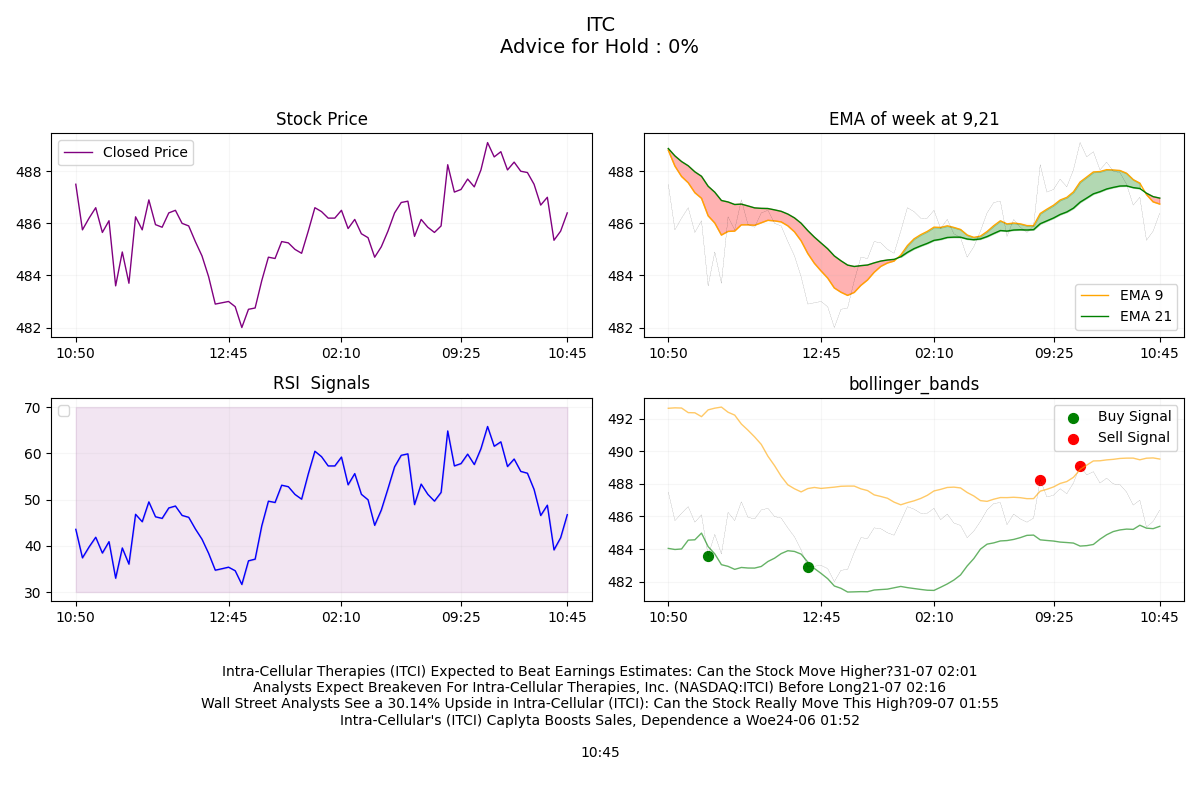 ITC
Advice for Hold : 0%
Stock Price
Closed Price
488
486
484
482
10:50
12:45
02:10
09:25
10:45
EMA of week at 9,21
488
486
484
482
EMA 9
EMA 21
10:50
12:45
02:10
09:25
10:45
RSI  Signals
70
60
50
40
30
10:50
12:45
02:10
09:25
10:45
bollinger_bands
Buy Signal
Sell Signal
492
490
488
486
484
482
10:50
12:45
02:10
09:25
10:45
Intra-Cellular Therapies (ITCI) Expected to Beat Earnings Estimates: Can the Stock Move Higher?31-07 02:01
Analysts Expect Breakeven For Intra-Cellular Therapies, Inc. (NASDAQ:ITCI) Before Long21-07 02:16
Wall Street Analysts See a 30.14% Upside in Intra-Cellular (ITCI): Can the Stock Really Move This High?09-07 01:55
Intra-Cellular's (ITCI) Caplyta Boosts Sales, Dependence a Woe24-06 01:52
10:45